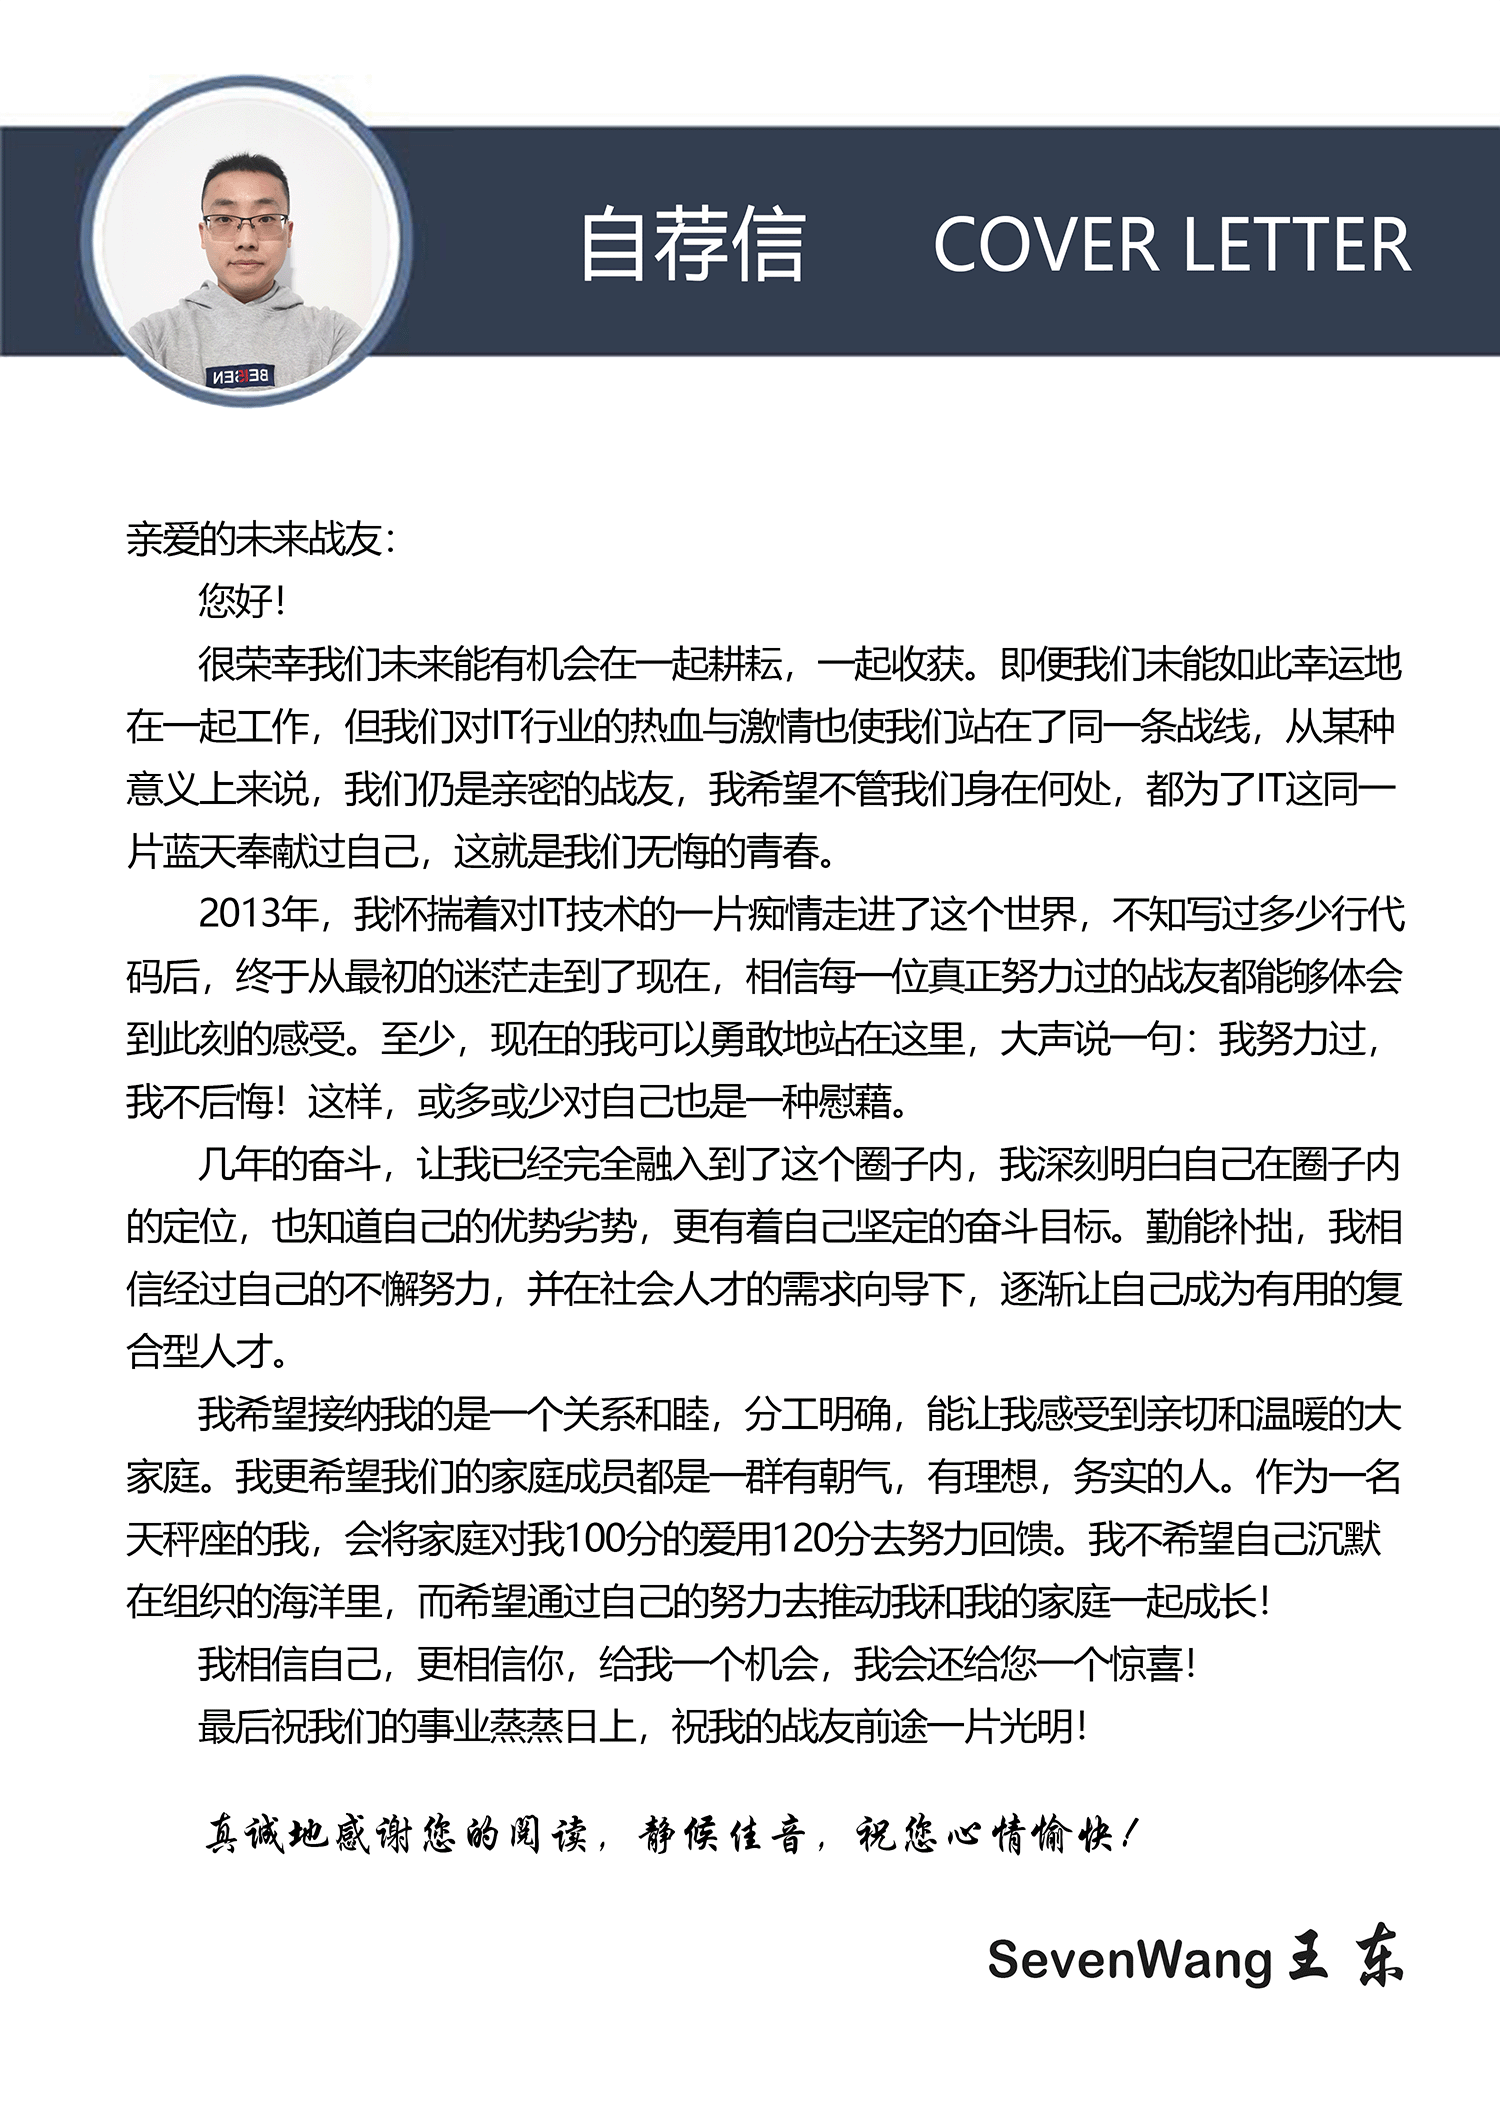 自荐信 COVER LETTER
亲爱的未来战友：
您好！
很荣幸我们未来能有机会在一起耕耘，一起收获。即便我们未能如此幸运地
在一起工作，但我们对IT行业的热血与激情也使我们站在了同一条战线，从某种
意义上来说，我们仍是亲密的战友，我希望不管我们身在何处，都为了IT这同一
片蓝天奉献过自己，这就是我们无悔的青春。
2013年，我怀揣着对IT技术的一片痴情走进了这个世界，不知写过多少行代
码后，终于从最初的迷茫走到了现在，相信每一位真正努力过的战友都能够体会
到此刻的感受。至少，现在的我可以勇敢地站在这里，大声说一句：我努力过，
我不后悔！这样，或多或少对自己也是一种慰藉。
几年的奋斗，让我已经完全融入到了这个圈子内，我深刻明白自己在圈子内
的定位，也知道自己的优势劣势，更有着自己坚定的奋斗目标。勤能补拙，我相
信经过自己的不懈努力，并在社会人才的需求向导下，逐渐让自己成为有用的复
合型人才。
我希望接纳我的是一个关系和睦，分工明确，能让我感受到亲切和温暖的大
家庭。我更希望我们的家庭成员都是一群有朝气，有理想，务实的人。作为一名
天秤座的我，会将家庭对我100分的爱用120分去努力回馈。我不希望自己沉默
在组织的海洋里，而希望通过自己的努力去推动我和我的家庭一起成长！
我相信自己，更相信你，给我一个机会，我会还给您一个惊喜！
最后祝我们的事业蒸蒸日上，祝我的战友前途一片光明！
真诚地感谢您的阅读，静候佳音，祝您心情愉快！
SevenWang王 东